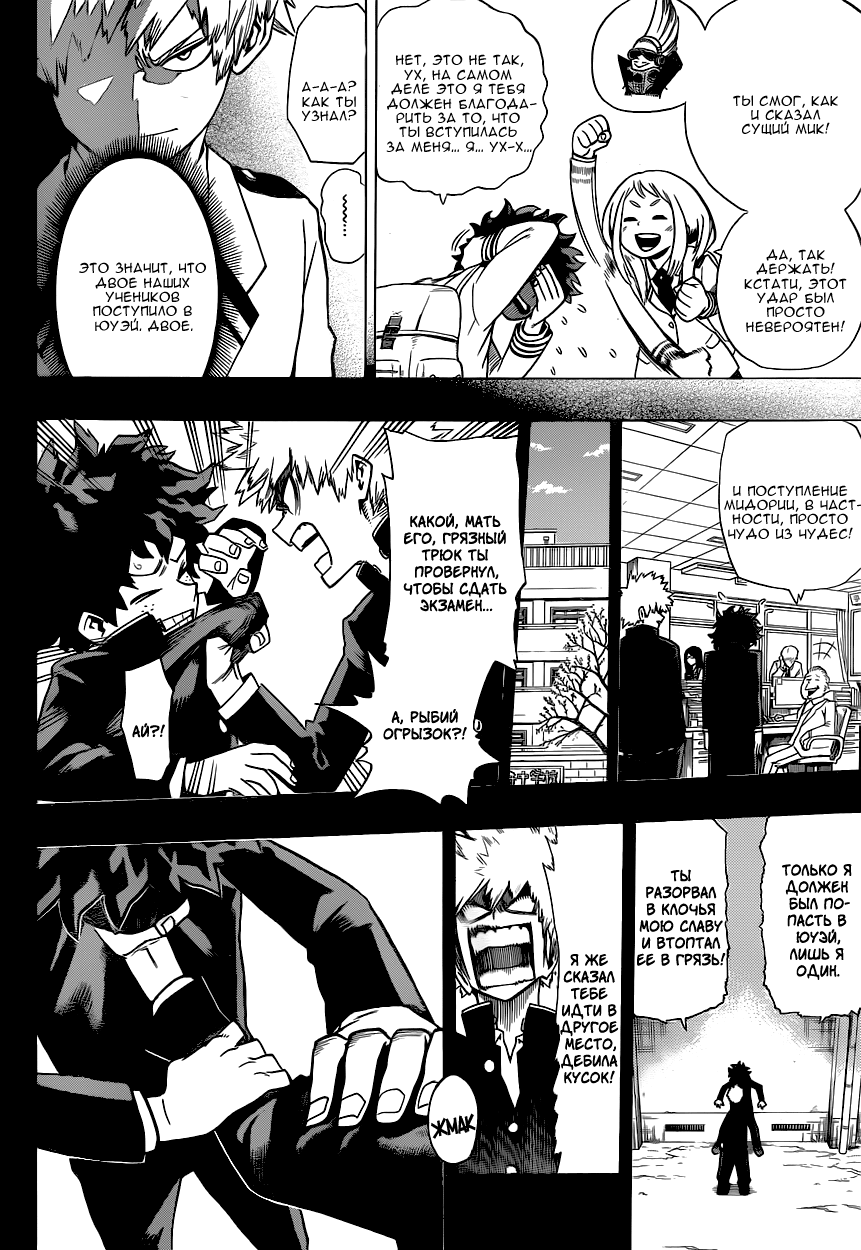 ТЫ СМОГ, КАК
И СКАЗАЛ
СУЩИЙ МИК!
ДА, ТАК
ДЕРЖАТЬ!
КСТАТИ, ЭТОТ
УДАР БЫЛ
ПРОСТО
НЕВЕРОЯТЕН!
НЕТ, ЭТО НЕ ТАК,
УХ, НА САМОМ
ДЕЛЕ ЭТО Я ТЕБЯ
ДОЛЖЕН БЛАГОДА-
РИТЬ ЗА ТО, ЧТО
ТЫ ВСТУПИЛАСЬ
ЗА МЕНЯ... Я... УХ-Х...
А-А-А?
КАК ТЫ
УЗНАЛ?
ЭТО ЗНАЧИТ, ЧТО
ДВОЕ НАШИХ
УЧЕНИКОВ
ПОСТУПИЛО В
ЮУЭЙ. ДВОЕ.
И ПОСТУПЛЕНИЕ
МИДОРИИ, В ЧАСТ-
НОСТИ, ПРОСТО
ЧУДО ИЗ ЧУДЕС!
КАКОЙ, МАТЬ
ЕГО, ГРЯЗНЫЙ
ТРЮК ТЫ
ПРОВЕРНУЛ,
ЧТОБЫ СДАТЬ
ЭКЗАМЕН...
А, РЫБИЙ
ОГРЫЗОК?!
АЙ?!
ТОЛЬКО Я
ДОЛЖЕН
БЫЛ ПО-
ПАСТЬ В
ЮУЭЙ,
ЛИШЬ Я
ОДИН.
ТЫ
РАЗОРВАЛ
В КЛОЧЬЯ
МОЮ СЛАВУ
И ВТОПТАЛ
ЕЕ В ГРЯЗЬ!
Я ЖЕ
СКАЗАЛ
ТЕБЕ
ИДТИ В
ДРУГОЕ
МЕСТО,
ДЕБИЛА
КУСОК!
ЖМАК